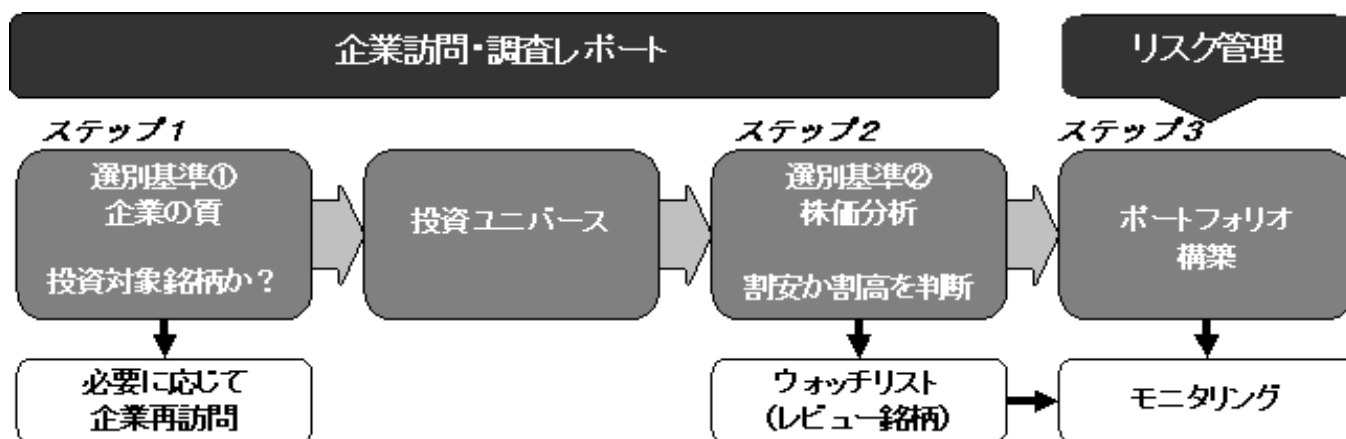 企業訪問・調査レポート
リスク管理
ステップ1
選別基準①
企業の質
投資対象銘柄か？
必要に応じて
企業再訪問
投資ユニバース
ステップ2
選別基準②
株価分析
割安か割高を判断
ウォッチリスト
(レビュー銘柄)
ステップ3
ポートフォリオ
構築
モニタリング